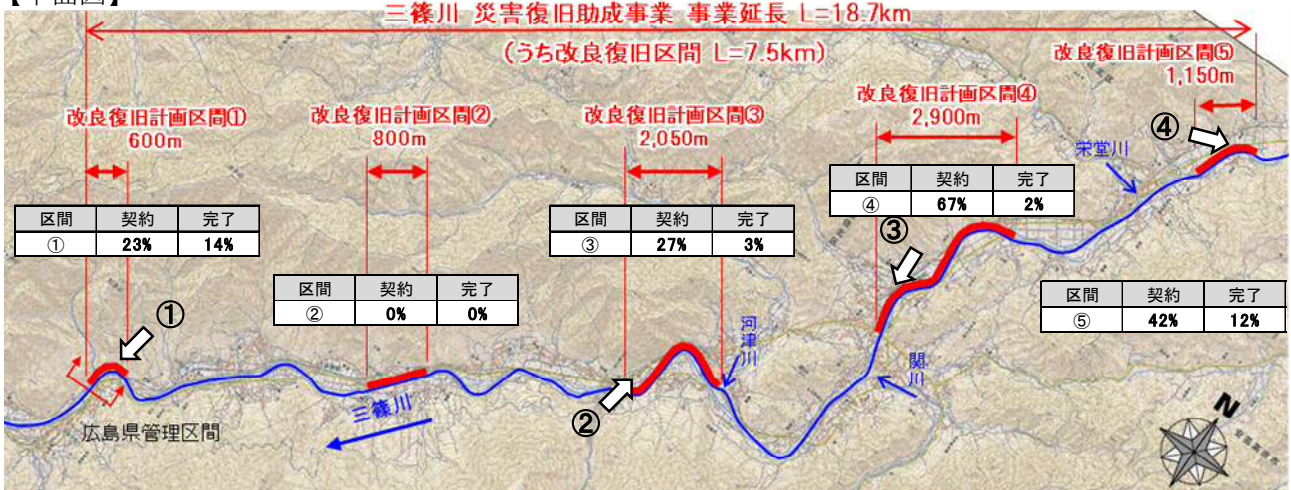 【平面図】
三篠川 災害復旧助成事業 事業延長 L=18.7km
(うち改良復旧区間 L=7.5km)
改良復旧計画区間⑤
1,150m
改良復旧計画区間④
2,900m
改良復旧計画区間①
600m
改良復旧計画区間②
800m
改良復旧計画区間③
2,050m
④
栄堂川
区間 契約 完了
④ 67% 2%
区間 契約 完了
① 23% 14%
区間 契約 完了
③ 27% 3%
③
区間 契約 完了
② 0% 0%
区間 契約 完了
⑤ 42% 12%
①
河津川
関川
②
三篠川
広島県管理区間
N